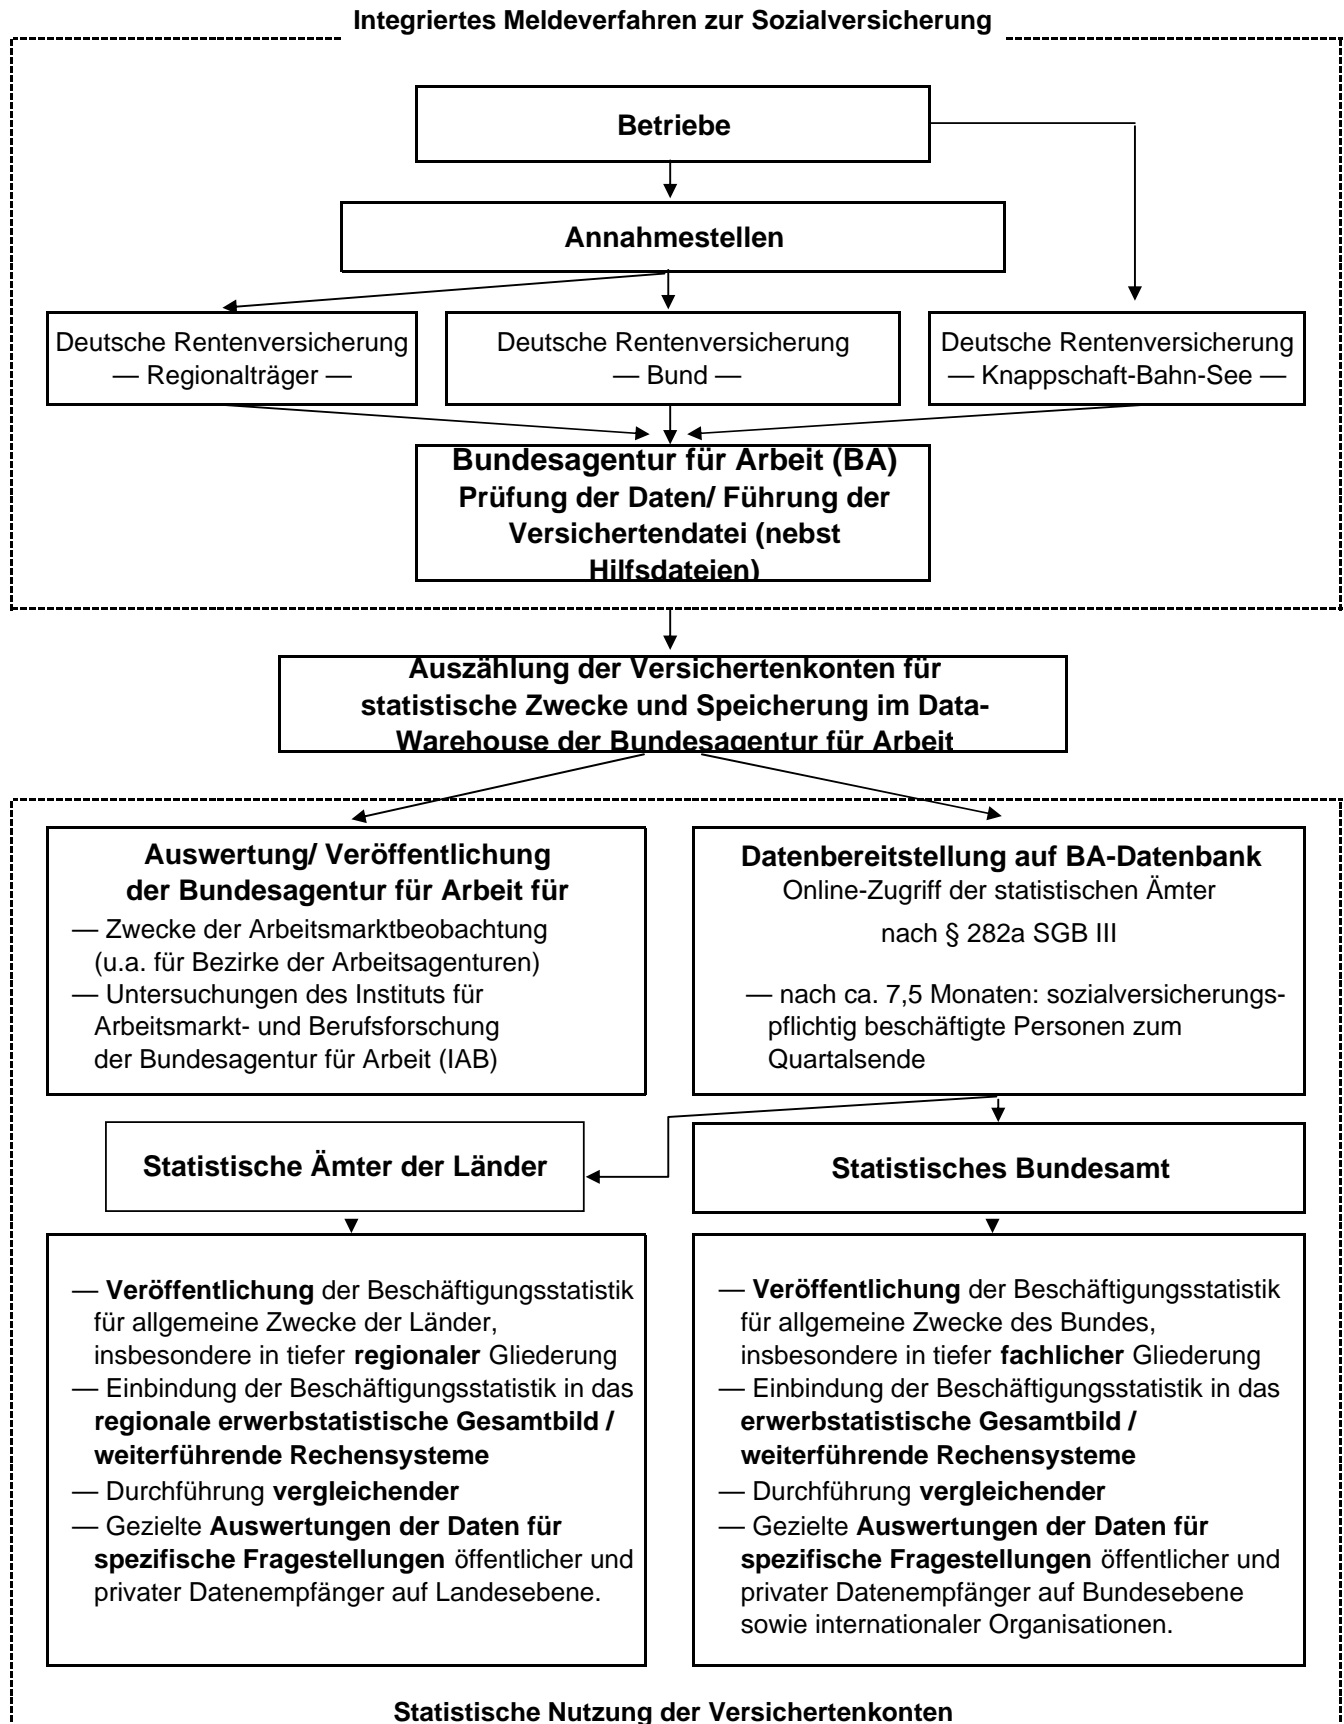 Integriertes Meldeverfahren zur Sozialversicherung
Betriebe
Annahmestellen
Deutsche Rentenversicherung
— Regionalträger —
Deutsche Rentenversicherung
— Bund —
Deutsche Rentenversicherung
— Knappschaft-Bahn-See —
Bundesagentur für Arbeit (BA)
Prüfung der Daten/ Führung der
Versichertendatei (nebst
Hilfsdateien)
Auszählung der Versichertenkonten für
statistische Zwecke und Speicherung im Data-
Warehouse der Bundesagentur für Arbeit
Auswertung/ Veröffentlichung
der Bundesagentur für Arbeit für
— Zwecke der Arbeitsmarktbeobachtung
(u.a. für Bezirke der Arbeitsagenturen)
— Untersuchungen des Instituts für
Arbeitsmarkt- und Berufsforschung
der Bundesagentur für Arbeit (IAB)
Datenbereitstellung auf BA-Datenbank
Online-Zugriff der statistischen Ämter
nach § 282a SGB III
— nach ca. 7,5 Monaten: sozialversicherungs-
pflichtig beschäftigte Personen zum
Quartalsende
Statistische Ämter der Länder
Statistisches Bundesamt
— Veröffentlichung der Beschäftigungsstatistik
für allgemeine Zwecke der Länder,
insbesondere in tiefer regionaler Gliederung
— Einbindung der Beschäftigungsstatistik in das
regionale erwerbstatistische Gesamtbild /
weiterführende Rechensysteme
— Durchführung vergleichender
— Gezielte Auswertungen der Daten für
spezifische Fragestellungen öffentlicher und
privater Datenempfänger auf Landesebene.
— Veröffentlichung der Beschäftigungsstatistik
für allgemeine Zwecke des Bundes,
insbesondere in tiefer fachlicher Gliederung
— Einbindung der Beschäftigungsstatistik in das
erwerbstatistische Gesamtbild /
weiterführende Rechensysteme
— Durchführung vergleichender
— Gezielte Auswertungen der Daten für
spezifische Fragestellungen öffentlicher und
privater Datenempfänger auf Bundesebene
sowie internationaler Organisationen.
Statistische Nutzung der Versichertenkonten